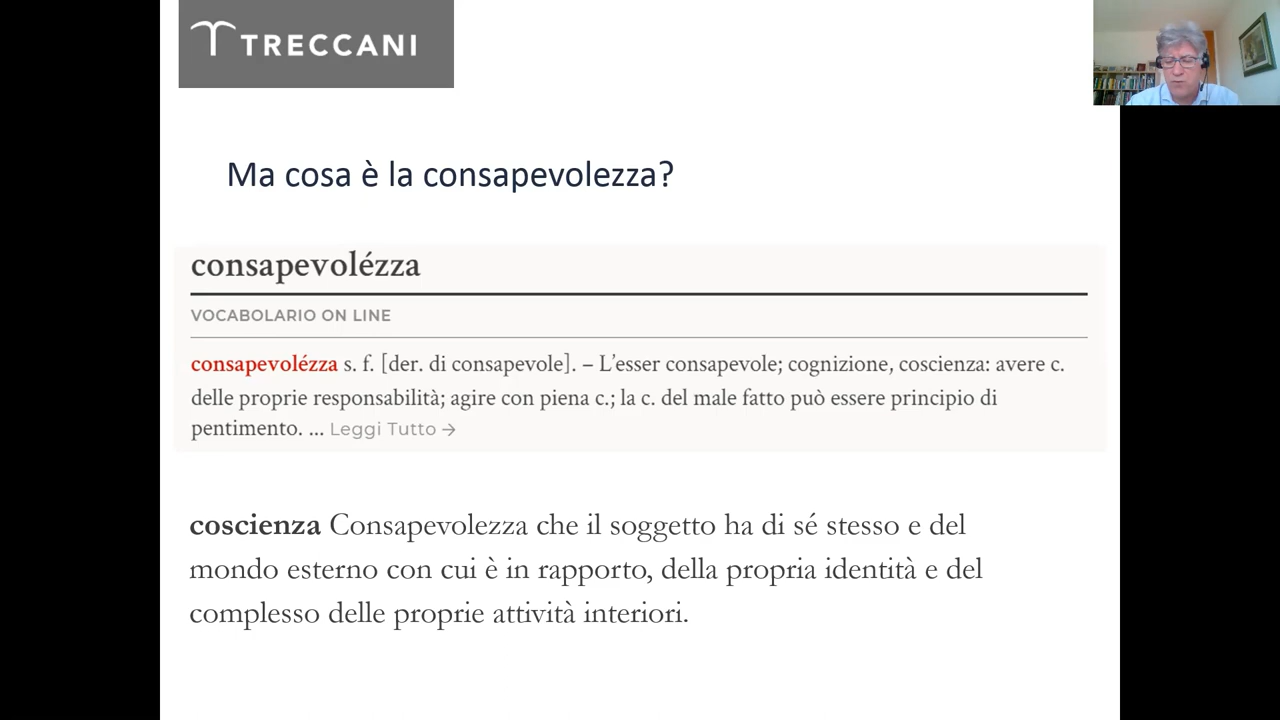 TRECCANI
Ma cosa è la consapevolezza?
consapevolézza
VOCABOLARIO ON LINE
consapevolézza s. f. [der. di consapevole]. – L’esser consapevole; cognizione, coscienza: avere c.
delle proprie responsabilità; agire con piena c.; la c. del male fatto può essere principio di
pentimento. ... Leggi Tutto →
coscienza Consapevolezza che il soggetto ha di sé stesso e del
mondo esterno con cui è in rapporto, della propria identità e del
complesso delle proprie attività interiori.